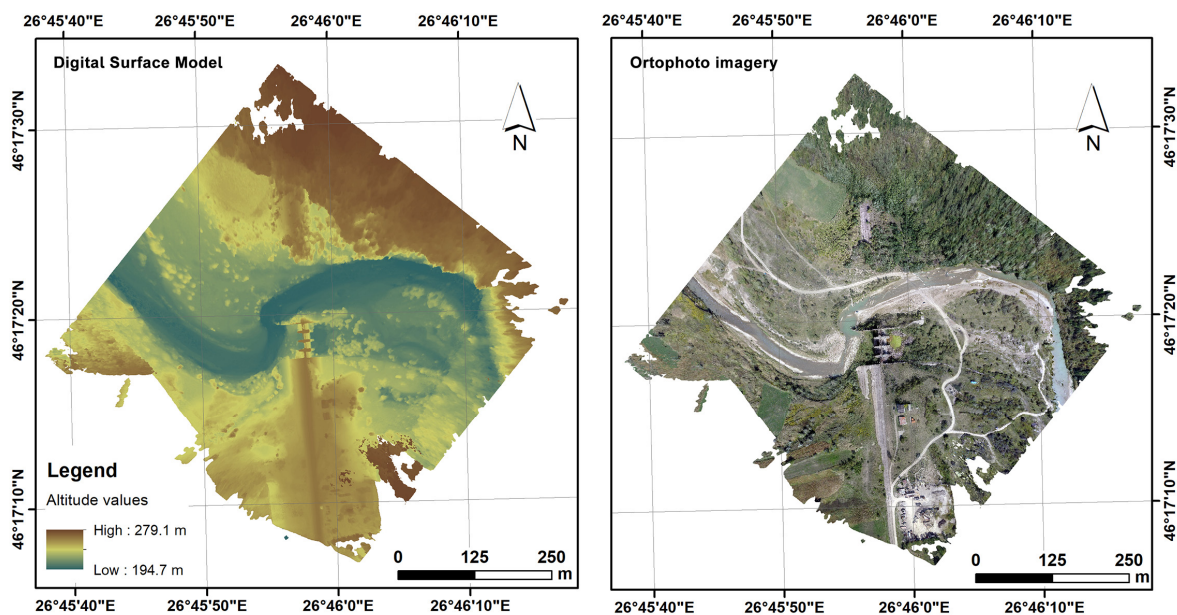 26°45'40"E 26°45'50"E 26°46'00"E 26°46'10"E 26°45'40"E 26°45'50"E 26°46'00"E 26°46'10"E
Digital Surface Model
Ortophoto imagery
N
N
46°17'30"N
46°17'20"N
46°17'10"N
46°17'30"N
46°17'20"N
46°17'10"N
Legend
Altitude values
High : 279.1 m
Low : 194.7 m
0 125 250
m
0 125 250
m
26°45'40"E 26°45'50"E 26°46'00"E 26°46'10"E 26°45'40"E 26°45'50"E 26°46'00"E 26°46'10"E